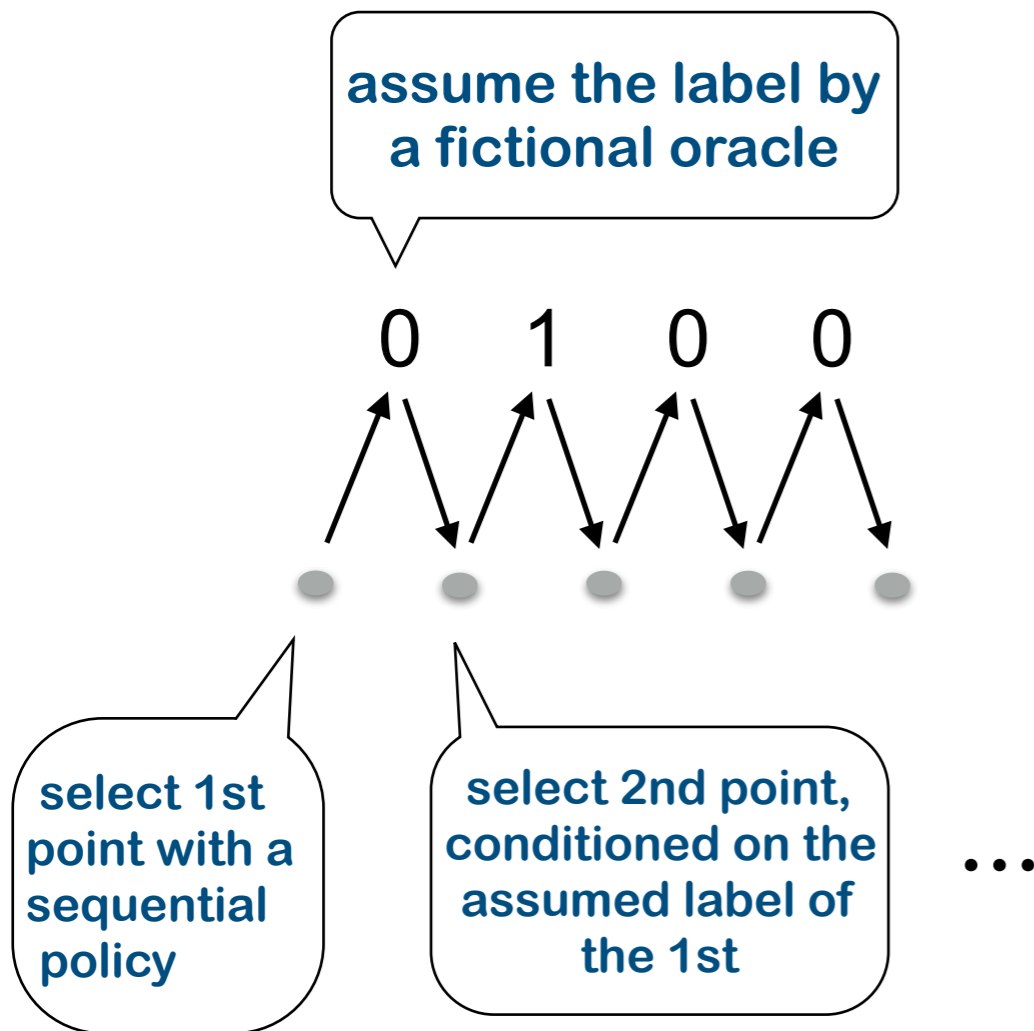 assume the label by
a fictional oracle
0 1 0 0
select 1st
point with a
sequential
policy
select 2nd point,
conditioned on the
assumed label of
the 1st
...